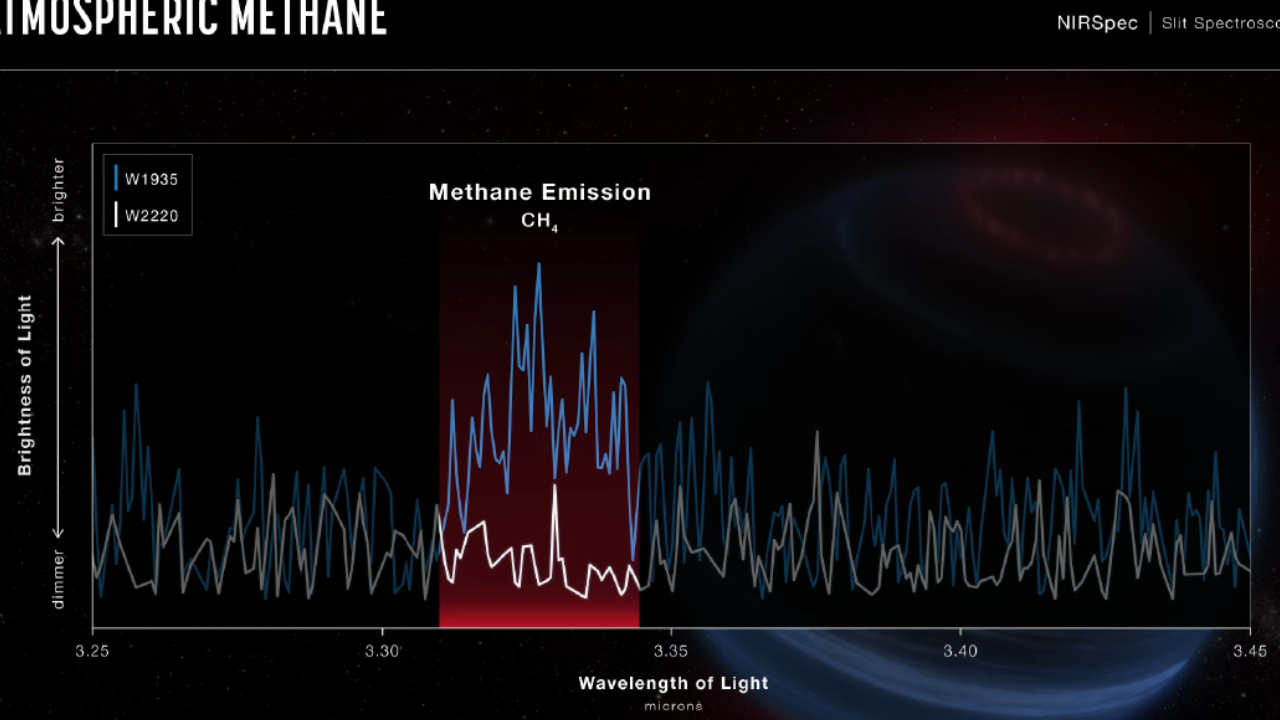 ATMOSPHERIC METHANE
NIRSpec | Slit Spectrosco
W1935
W2220
Methane Emission
CH₄
brighter
Brightness of Light
dimmer
3.25
3.30
3.35
3.40
3.45
Wavelength of Light
microns